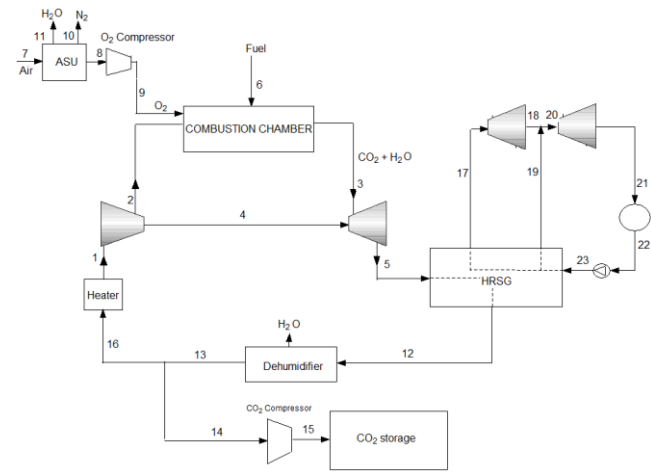 H2O
N2
11
10
O2 Compressor
7
ASU
8
Air
Fuel
9
6
O2
COMBUSTION CHAMBER
18
20
CO2 + H2O
17
19
21
2
3
4
22
1
5
23
Heater
HRSG
H2O
16
13
Dehumidifier
12
CO2 Compressor
14
15
CO2 storage